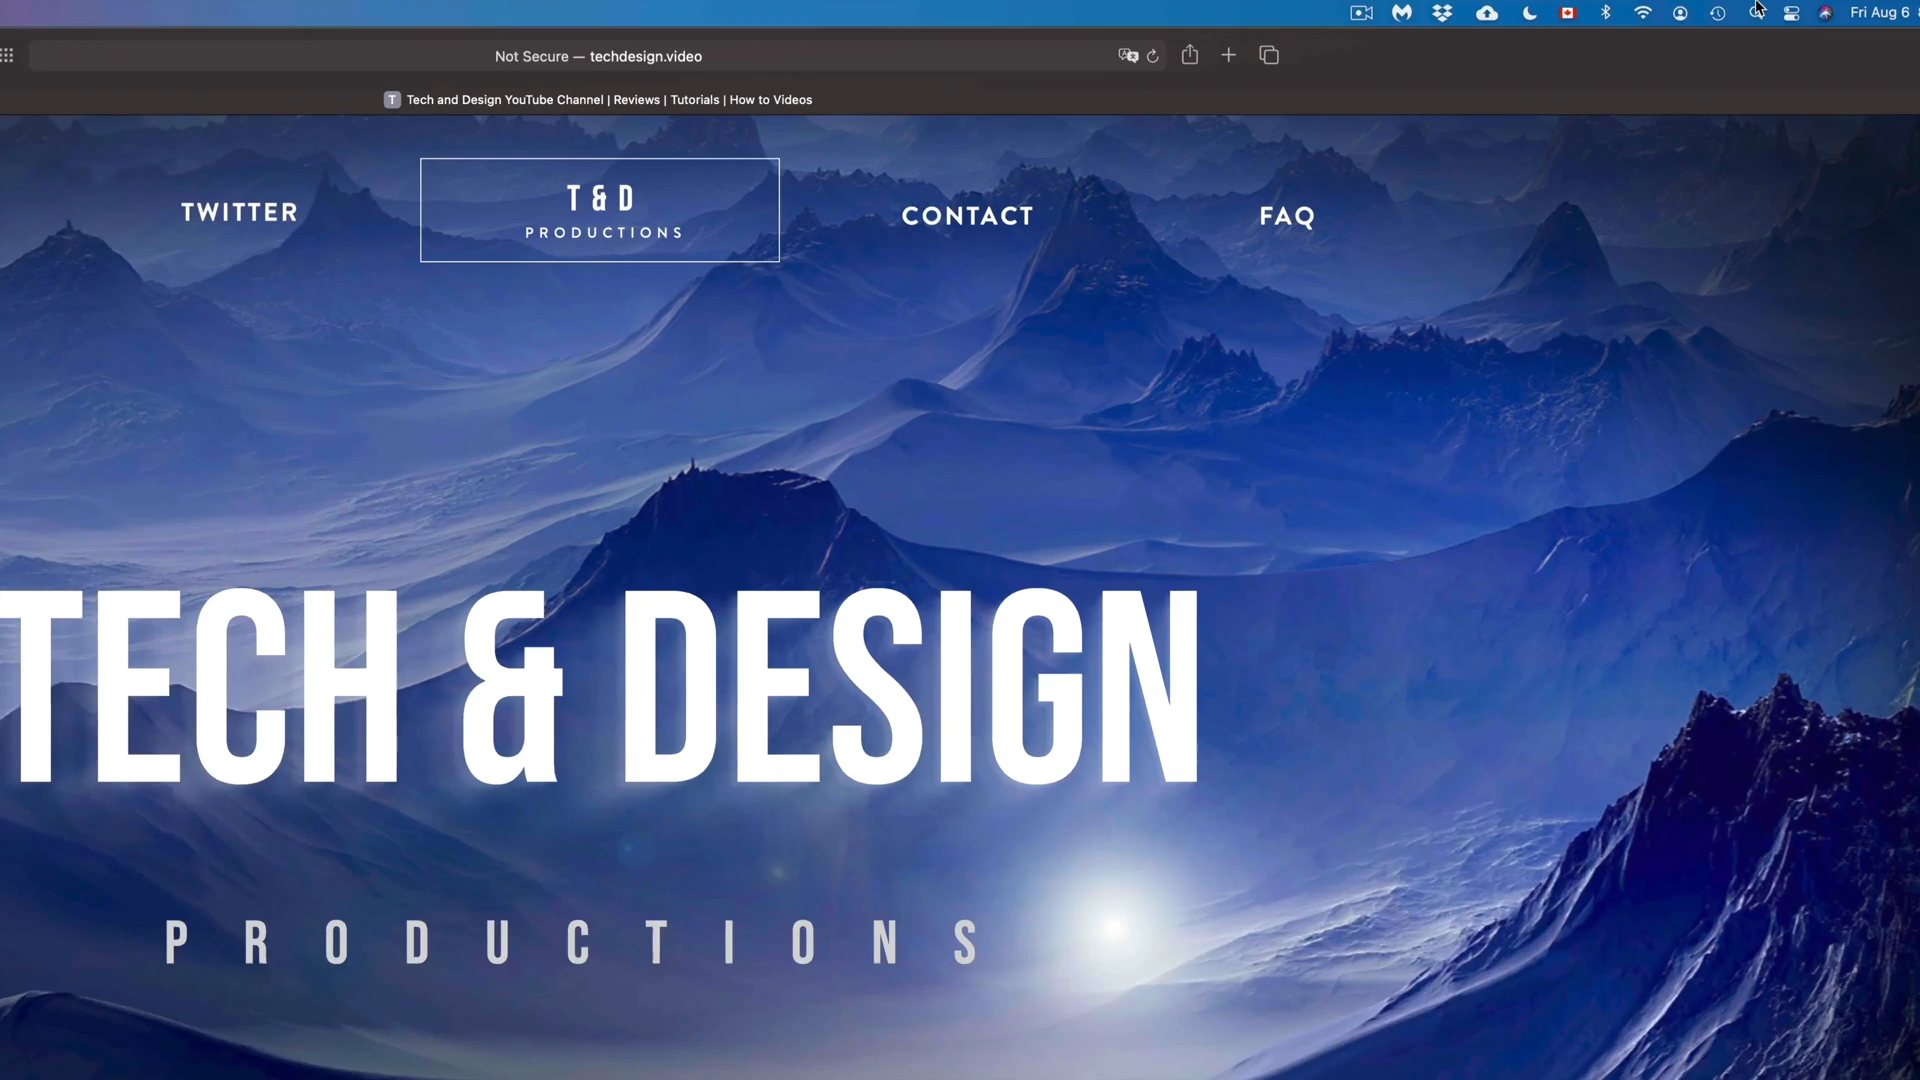 Fri Aug 6
Not Secure — techdesign.video
T Tech and Design YouTube Channel | Reviews | Tutorials | How to Videos
TWITTER
T & D
PRODUCTIONS
CONTACT
FAQ
TECH & DESIGN
PRODUCTIONS